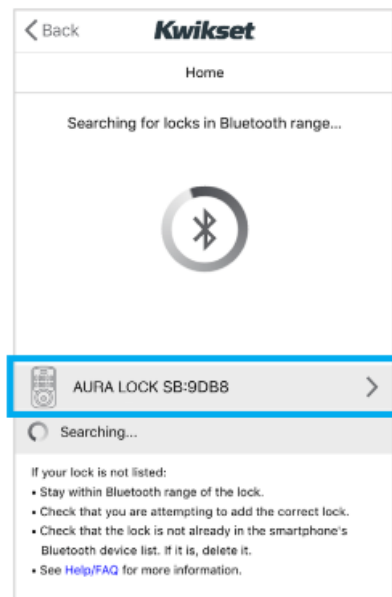 Back Kwikset
Home
Searching for locks in Bluetooth range...
AURA LOCK SB:9DB8
Searching...
If your lock is not listed:
• Stay within Bluetooth range of the lock.
• Check that you are attempting to add the correct lock.
• Check that the lock is not already in the smartphone's
Bluetooth device list. If it is, delete it.
• See Help/FAQ for more information.